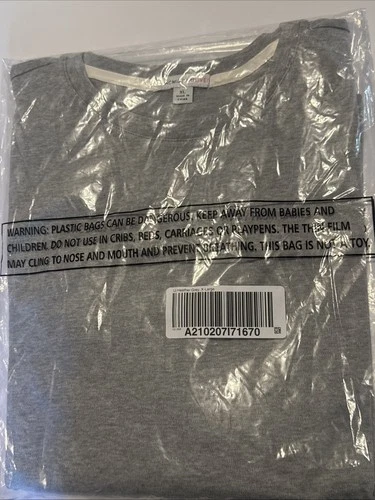 WARNING: PLASTIC BAGS CAN BE DANGEROUS. KEEP AWAY FROM BABIES AND
CHILDREN. DO NOT USE IN CRIBS, BEDS, CARRIAGES OR PLAYPENS. THE THIN FILM
MAY CLING TO NOSE AND MOUTH AND PREVENT BREATHING. THIS BAG IS NOT A TOY.
A210207I71670